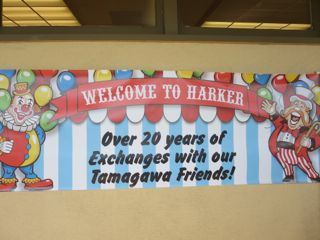 WELCOME TO HARKER
Over 20 years of
Exchanges with our
Tamagawa Friends!